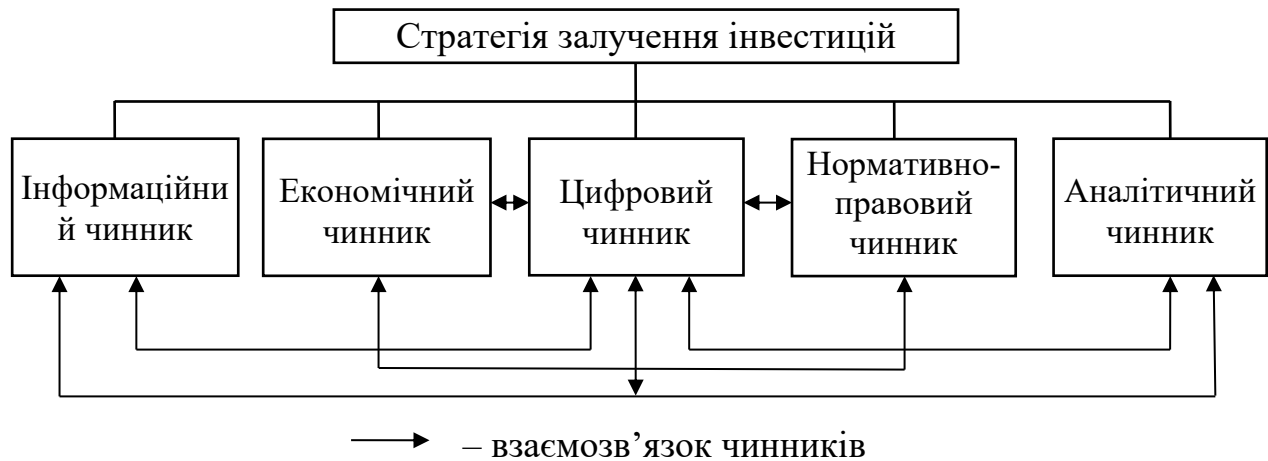 Стратегія залучення інвестицій
Інформаційни
й чинник
Економічний
чинник
Цифровий
чинник
Нормативно-
правовий
чинник
Аналітичний
чинник
– взаємозв’язок чинників